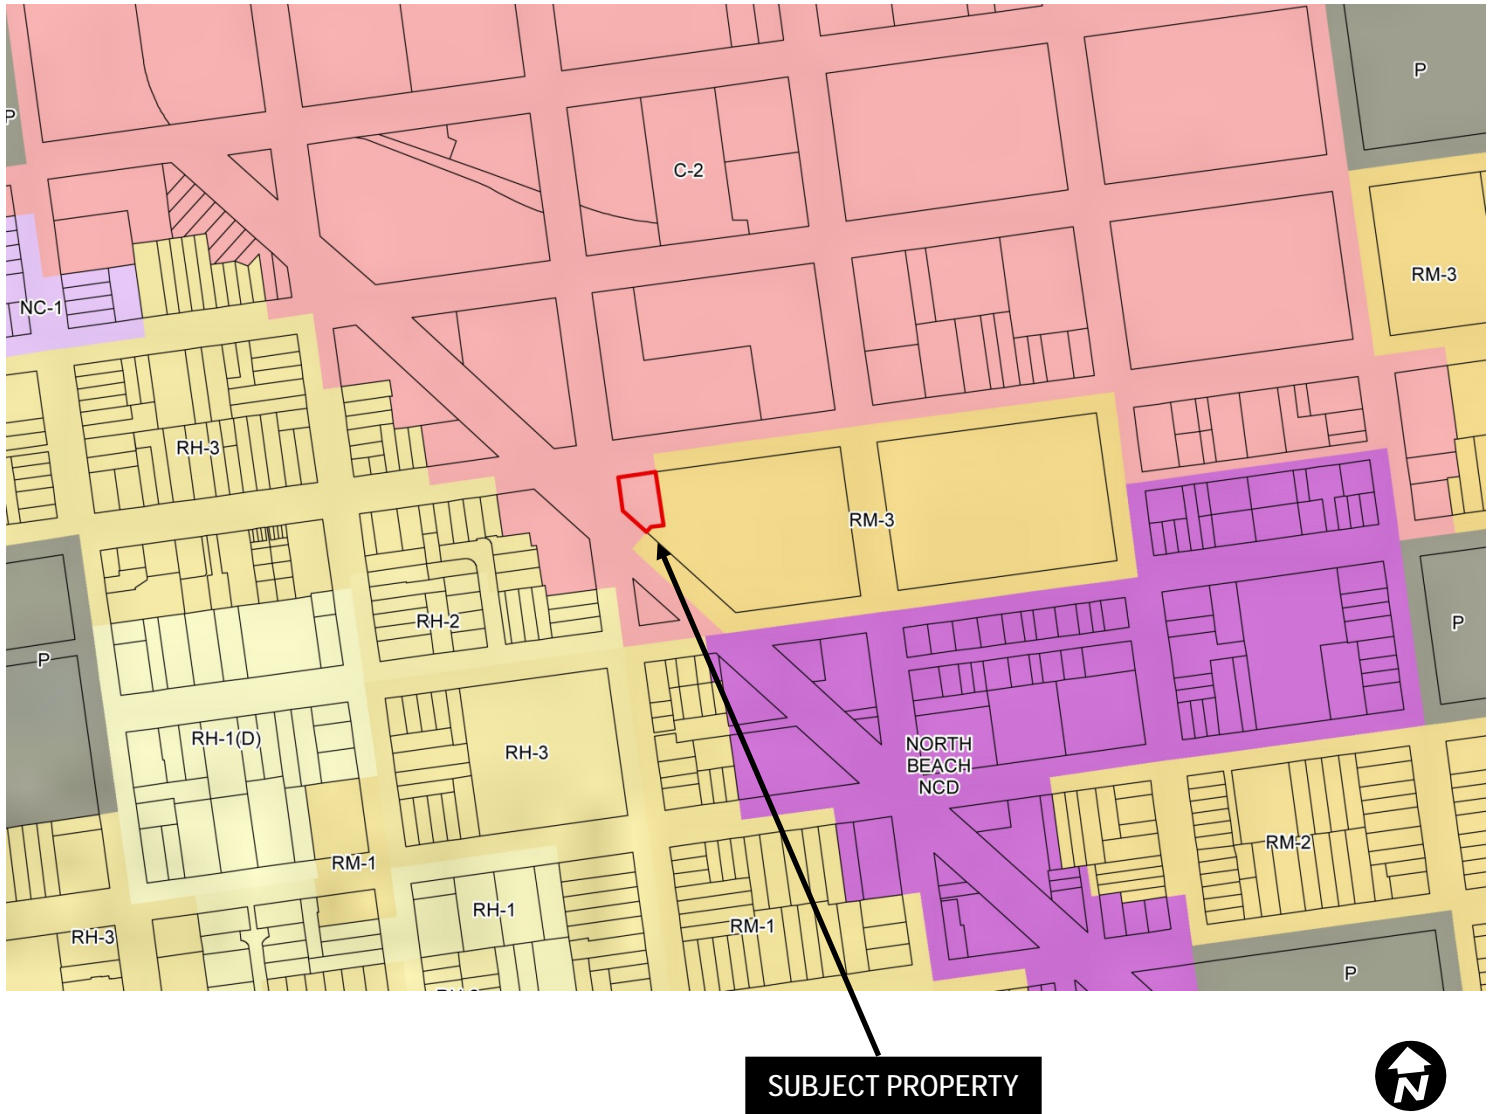 P
P
C-2
RM-3
NC-1
RH-3
RM-3
RH-2
P
P
RH-1(D)
RH-3
NORTH
BEACH
NCD
RM-2
RM-1
RH-1
RM-1
RH-3
P
SUBJECT PROPERTY
N